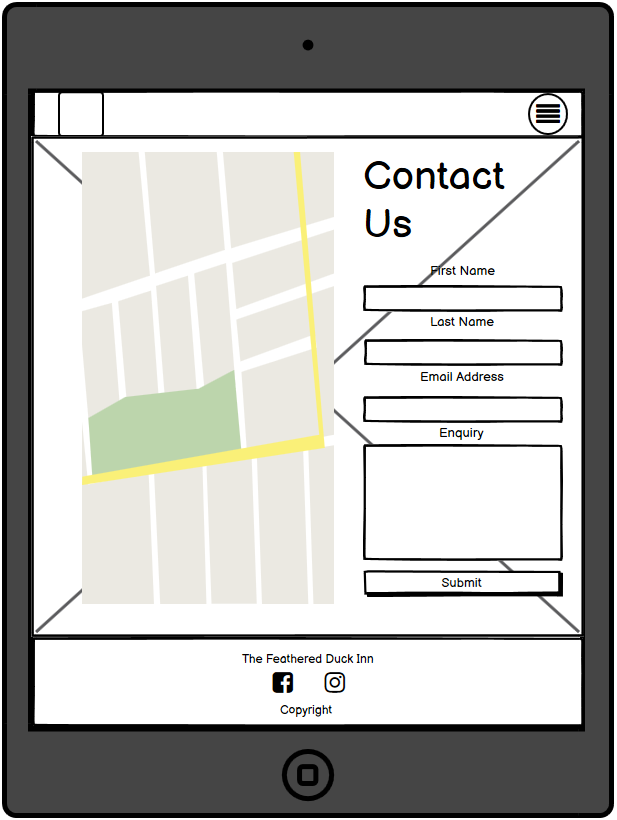 Contact
Us
First Name
Last Name
Email Address
Enquiry
Submit
The Feathered Duck Inn
Copyright